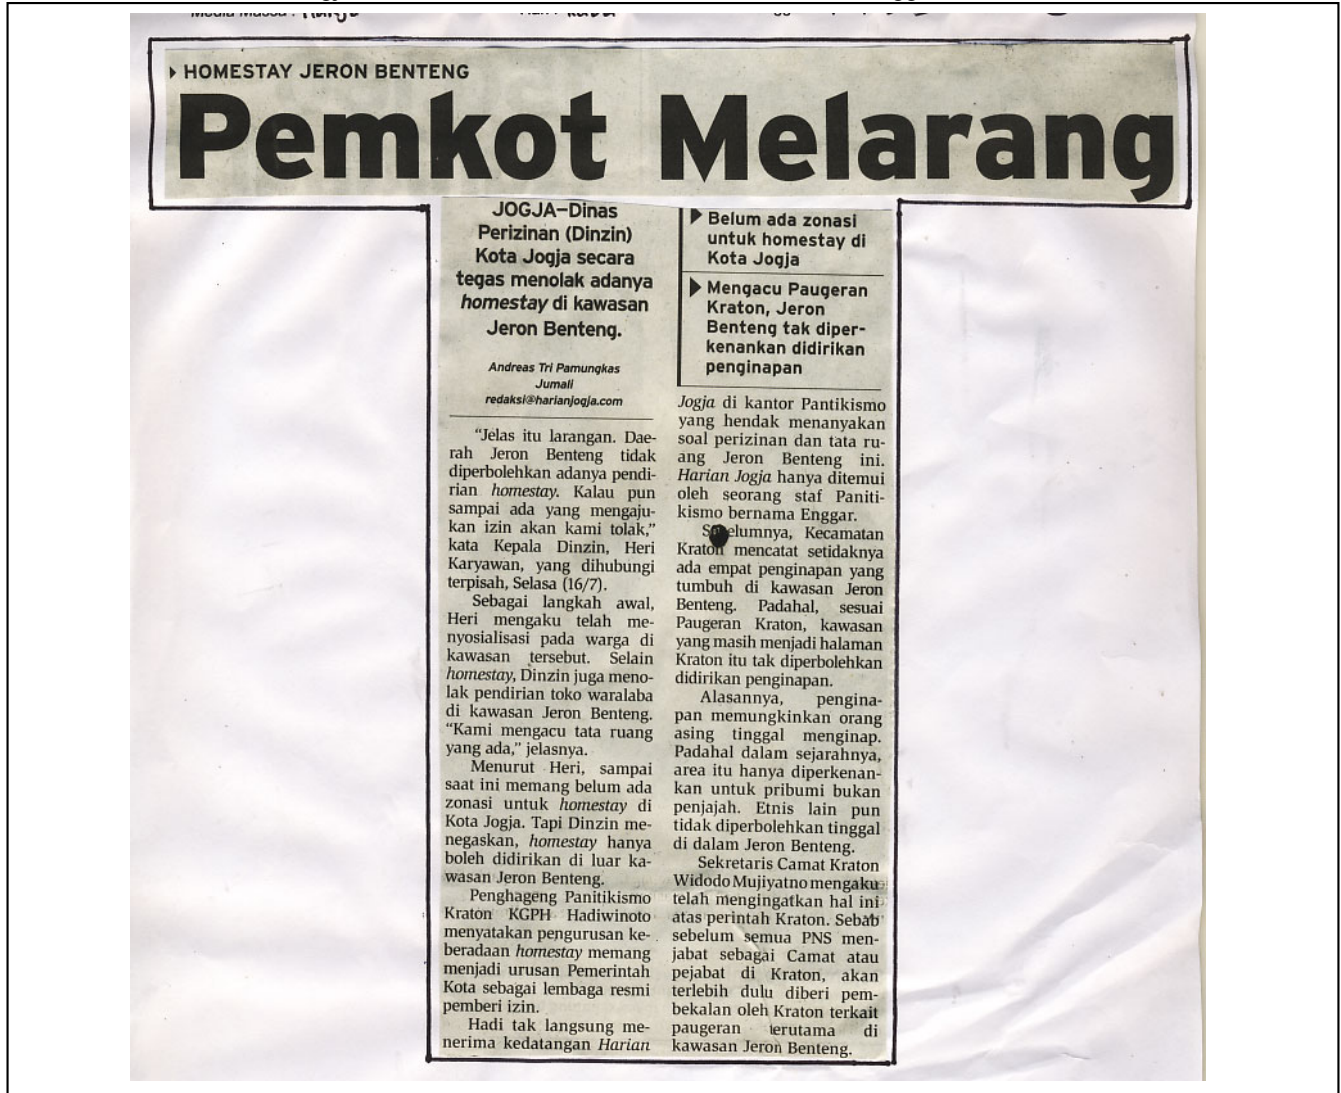 HOMESTAY JERON BENTENG
Pemkot Melarang
JOGJA–Dinas
Perizinan (Dinzin)
Kota Jogja secara
tegas menolak adanya
homestay di kawasan
Jeron Benteng.
Andreas Tri Pamungkas
Jumali
redaksi@harianjogja.com
"Jelas itu larangan. Dae-
rah Jeron Benteng tidak
diperbolehkan adanya pendi-
rian homestay. Kalau pun
sampai ada yang mengaju-
kan izin akan kami tolak,"
kata Kepala Dinzin, Heri
Karyawan, yang dihubungi
terpisah, Selasa (16/7).
Sebagai langkah awal,
Heri mengaku telah me-
nyosialisasi pada warga di
kawasan tersebut. Selain
homestay, Dinzin juga meno-
lak pendirian toko waralaba
di kawasan Jeron Benteng.
"Kami mengacu tata ruang
yang ada," jelasnya.
Menurut Heri, sampai
saat ini memang belum ada
zonasi untuk homestay di
Kota Jogja. Tapi Dinzin me-
negaskan, homestay hanya
boleh didirikan di luar ka-
wasan Jeron Benteng.
Penghageng Panitikismo
Kraton KGPH Hadiwinoto
menyatakan pengurusan ke-
beradaan homestay memang
menjadi urusan Pemerintah
Kota sebagai lembaga resmi
pemberi izin.
Hadi tak langsung me-
nerima kedatangan Harian
Belum ada zonasi
untuk homestay di
Kota Jogja
Mengacu Paugeran
Kraton, Jeron
Benteng tak diper-
kenankan didirikan
penginapan
Jogja di kantor Pantikismo
yang hendak menanyakan
soal perizinan dan tata ru-
ang Jeron Benteng ini.
Harian Jogja hanya ditemui
oleh seorang staf Paniti-
kismo bernama Enggar.
Sebelumnya, Kecamatan
Kraton mencatat setidaknya
ada empat penginapan yang
tumbuh di kawasan Jeron
Benteng. Padahal, sesuai
Paugeran Kraton, kawasan
yang masih menjadi halaman
Kraton itu tak diperbolehkan
didirikan penginapan.
Alasannya, pengina-
pan memungkinkan orang
asing tinggal menginap.
Padahal dalam sejarahnya,
area itu hanya diperkenan-
kan untuk pribumi bukan
penjajah. Etnis lain pun
tidak diperbolehkan tinggal
di dalam Jeron Benteng.
Sekretaris Camat Kraton
Widodo Mujiyatno mengaku
telah mengingatkan hal ini
atas perintah Kraton. Sebab
sebelum semua PNS men-
jabat sebagai Camat atau
pejabat di Kraton, akan
terlebih dulu diberi pem-
bekalan oleh Kraton terkait
paugeran terutama di
kawasan Jeron Benteng.